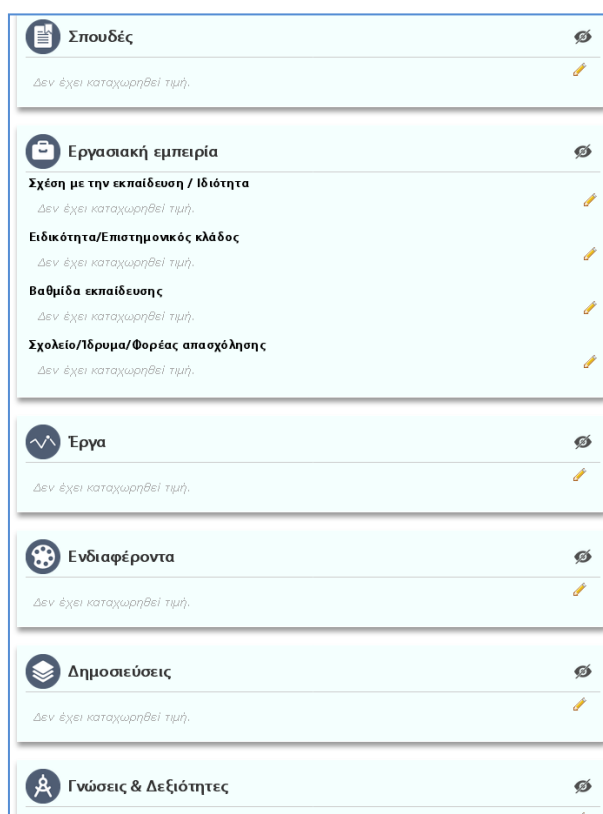 Σπουδές
Δεν έχει καταχωρηθεί τιμή.
Εργασιακή εμπειρία
Σχέση με την εκπαίδευση / Ιδιότητα
Δεν έχει καταχωρηθεί τιμή.
Ειδικότητα/Επιστημονικός κλάδος
Δεν έχει καταχωρηθεί τιμή.
Βαθμίδα εκπαίδευσης
Δεν έχει καταχωρηθεί τιμή.
Σχολείο/Ίδρυμα/Φορέας απασχόλησης
Δεν έχει καταχωρηθεί τιμή.
Έργα
Δεν έχει καταχωρηθεί τιμή.
Ενδιαφέροντα
Δεν έχει καταχωρηθεί τιμή.
Δημοσιεύσεις
Δεν έχει καταχωρηθεί τιμή.
Γνώσεις & Δεξιότητες